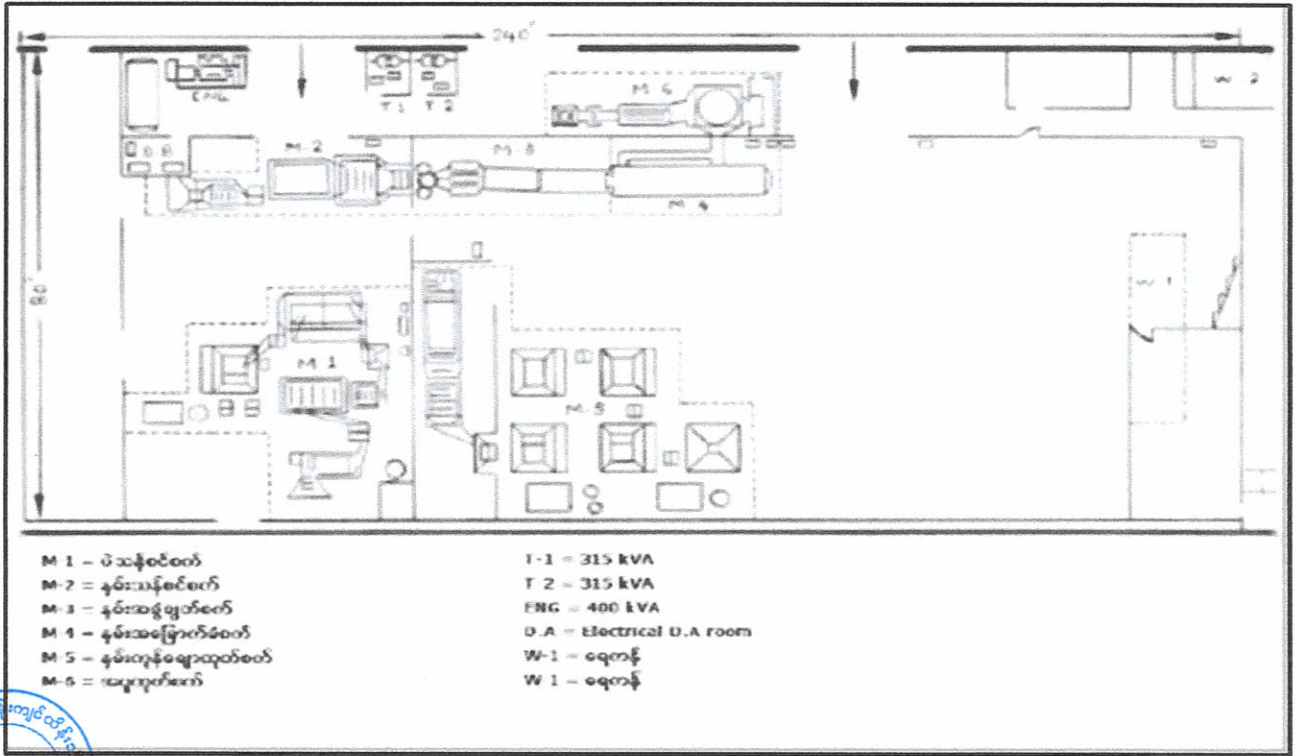 240'
ENG
T 1 T 2
M-6
W 2
M-2
M-3
M 4
80'
W 1
M 1
M-5
M 1 = ပဲသန့်စင်စက်
M-2 = နှမ်းသန့်စင်စက်
M-3 = နှမ်းအခွံချွတ်စက်
M 4 = နှမ်းအခြောက်ခံစက်
M-5 = နှမ်းကုန်ချောထုတ်စက်
M-6 = အပူထုတ်စက်
T-1 = 315 kVA
T 2 = 315 kVA
ENG = 400 kVA
D.A = Electrical D.A room
W-1 = ရေကန်
W 1 = ရေကန်